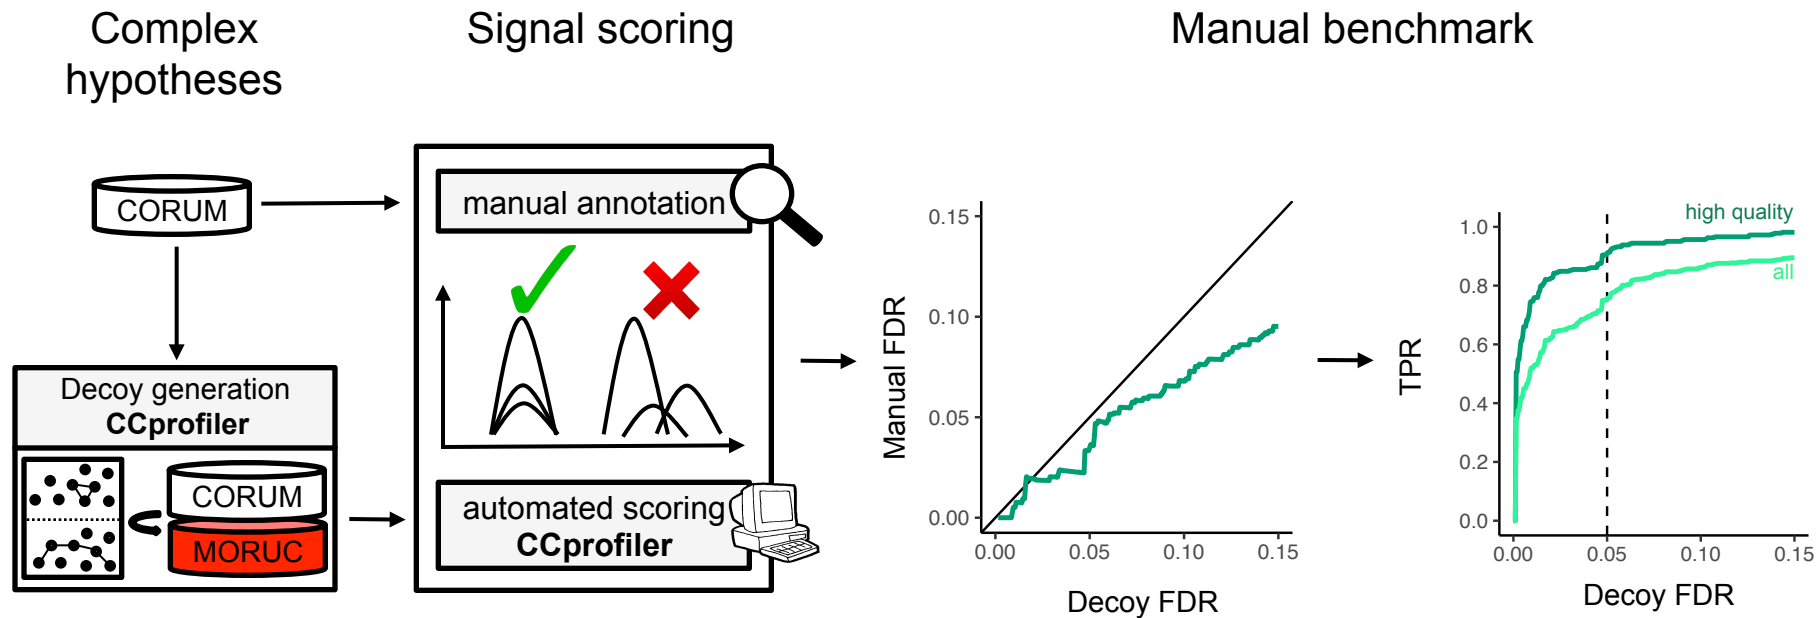 Complex
hypotheses
Signal scoring
Manual benchmark
CORUM
Decoy generation
CCprofiler
CORUM
MORUC
manual annotation
automated scoring
CCprofiler
Manual FDR
0.15
0.10
0.05
0.00
0.00 0.05 0.10 0.15
Decoy FDR
TPR
1.0
0.8
0.6
0.4
0.2
0.0
high quality
all
0.00 0.05 0.10 0.15
Decoy FDR